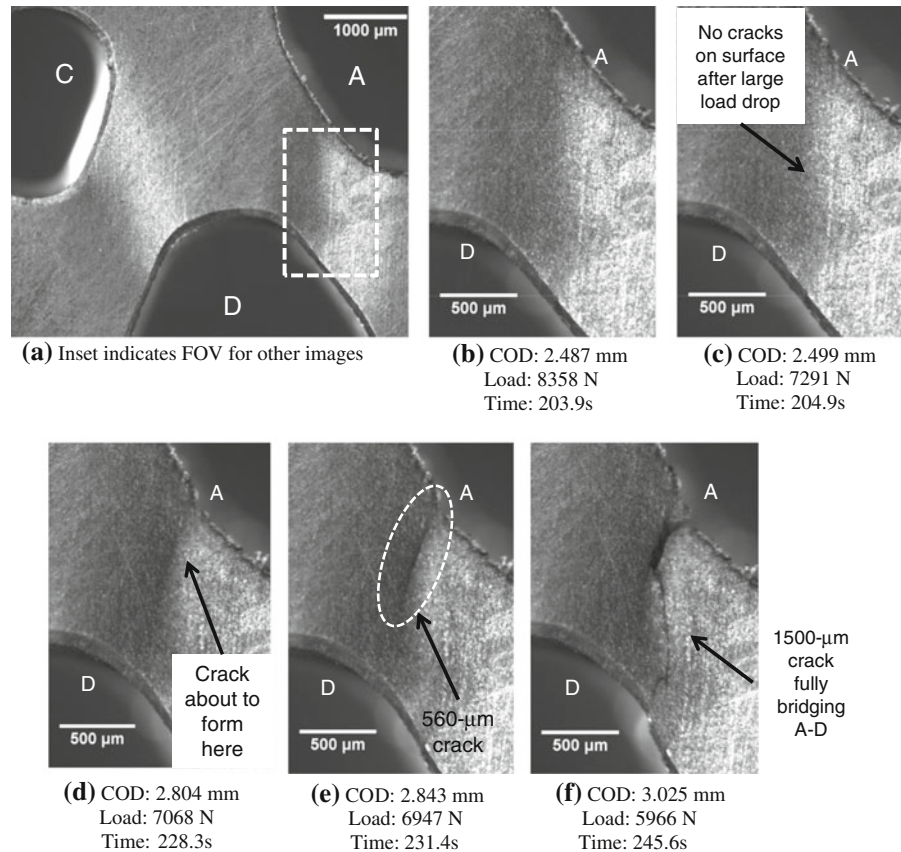 1000 µm
C
A
D
(a) Inset indicates FOV for other images
A
D
500 µm
(b) COD: 2.487 mm
Load: 8358 N
Time: 203.9s
No cracks
on surface
after large
load drop
A
D
500 µm
(c) COD: 2.499 mm
Load: 7291 N
Time: 204.9s
A
D
500 µm
Crack
about to
form
here
(d) COD: 2.804 mm
Load: 7068 N
Time: 228.3s
A
D
500 µm
560-µm
crack
(e) COD: 2.843 mm
Load: 6947 N
Time: 231.4s
A
D
500 µm
1500-µm
crack
fully
bridging
A-D
(f) COD: 3.025 mm
Load: 5966 N
Time: 245.6s